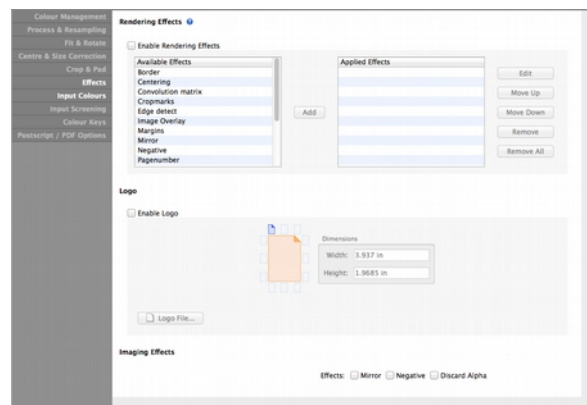 Colour Management
Process & Resampling
Fit & Rotate
Centre & Size Correction
Crop & Pad
Effects
Input Colours
Input Screening
Colour Keys
Postscript / PDF Options
Rendering Effects
Enable Rendering Effects
Available Effects
Border
Centering
Convolution matrix
Cropmarks
Edge detect
Image Overlay
Margins
Mirror
Negative
Pagenumber
Add
Applied Effects
Edit
Move Up
Move Down
Remove
Remove All
Logo
Enable Logo
Dimensions
Width: 3.937 in
Height: 1.9685 in
Logo File...
Imaging Effects
Effects: Mirror Negative Discard Alpha